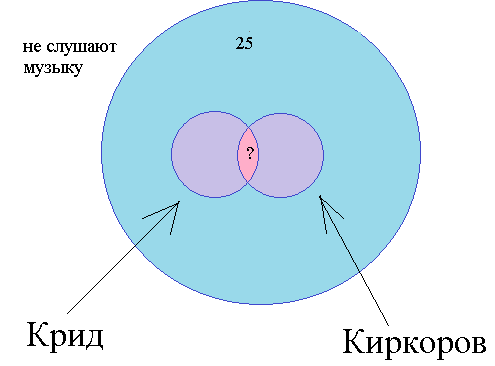 не слушают
музыку
25
?
Крид
Киркоров